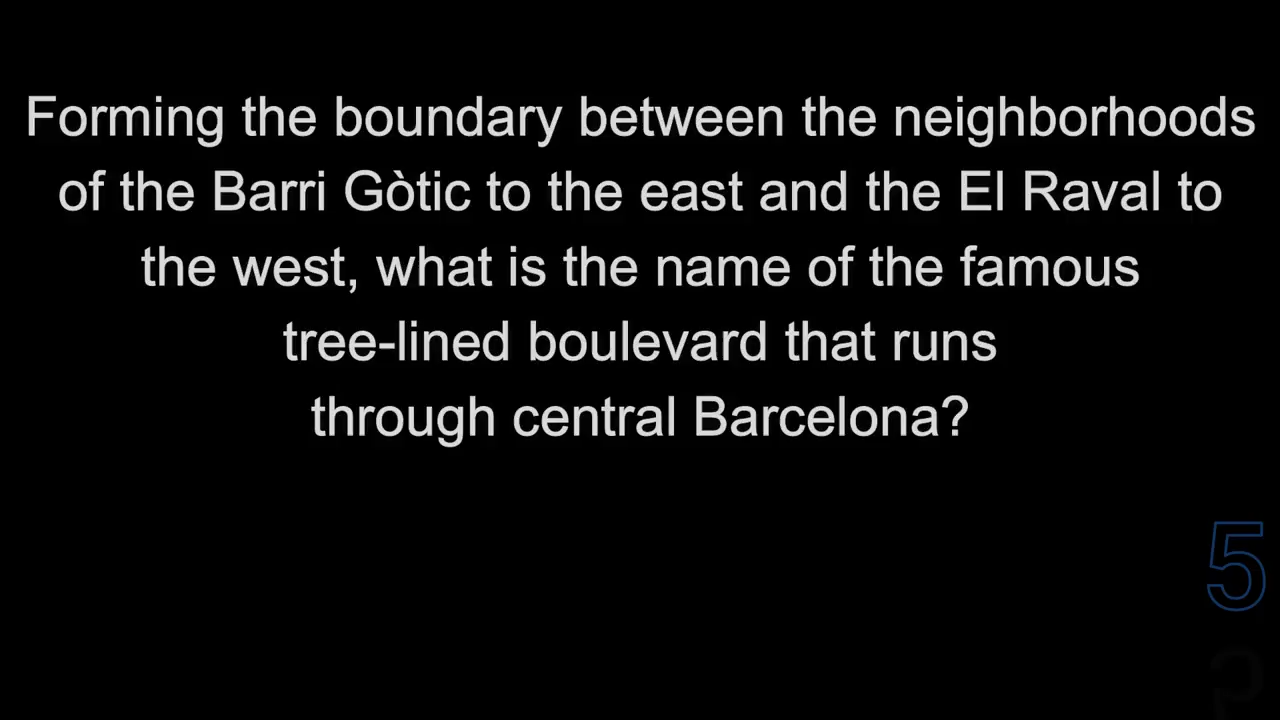 Forming the boundary between the neighborhoods
of the Barri Gòtic to the east and the El Raval to
the west, what is the name of the famous
tree-lined boulevard that runs
through central Barcelona?
5